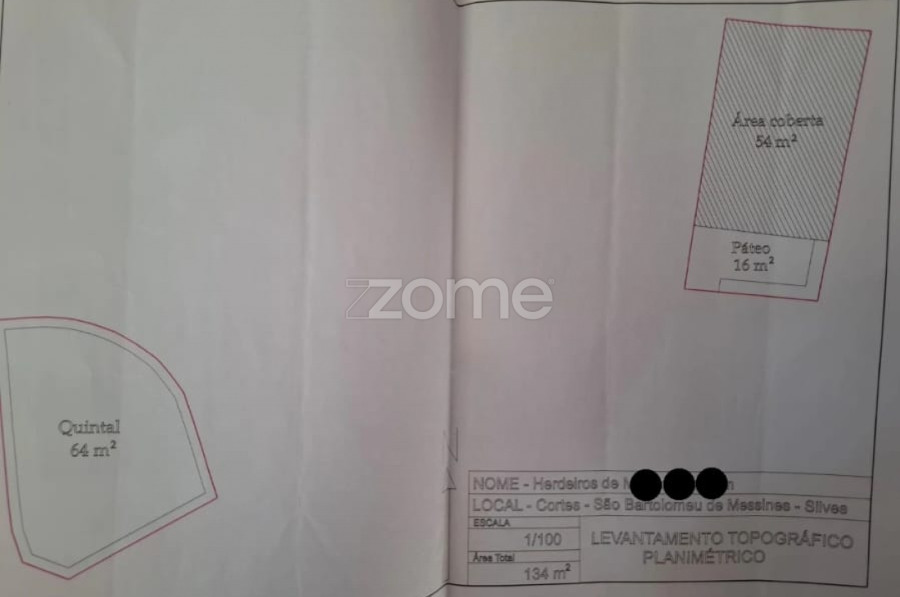 Área coberta
54 m²
Páteo
16 m²
zome
Quintal
64 m²
NOME - Herdeiros de
LOCAL - Cortes - São Bartolomeu de Messines - Silves
ESCALA
1/100
Área Total
134 m²
LEVANTAMENTO TOPOGRÁFICO
PLANIMÉTRICO